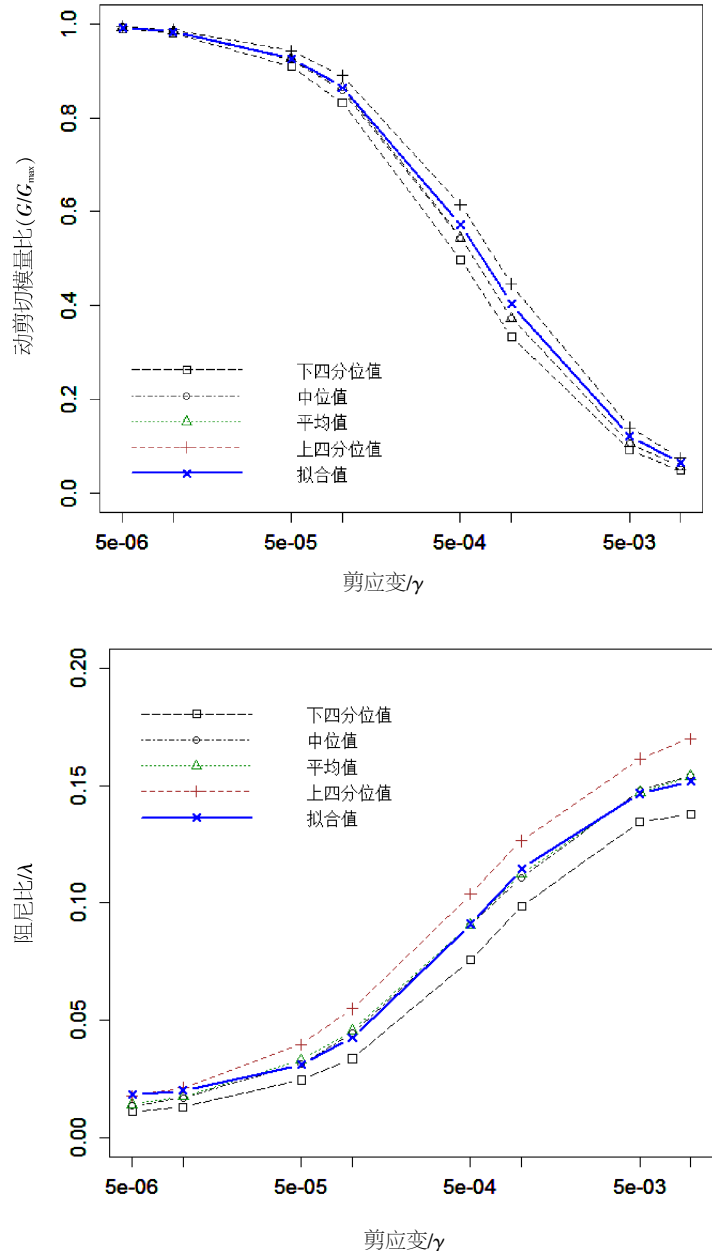 1.0
0.8
0.6
0.4
0.2
0.0
动剪切模量比(G/Gmax)
下四分位值
中位值
平均值
上四分位值
拟合值
5e-06 5e-05 5e-04 5e-03
剪应变/γ
0.20
0.15
0.10
0.05
0.00
阻尼比/λ
下四分位值
中位值
平均值
上四分位值
拟合值
5e-06 5e-05 5e-04 5e-03
剪应变/γ